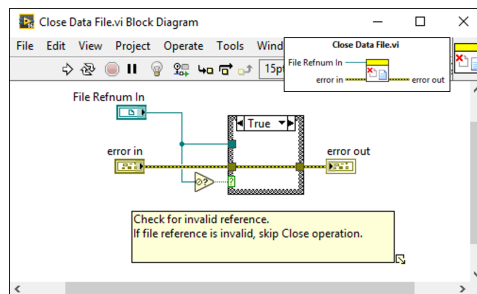 Close Data File.vi Block Diagram
File Edit View Project Operate Tools Wind
15pt
Close Data File.vi
File Refnum In
error in
error out
File Refnum In
True
error in
error out
?
?
Check for invalid reference.
If file reference is invalid, skip Close operation.